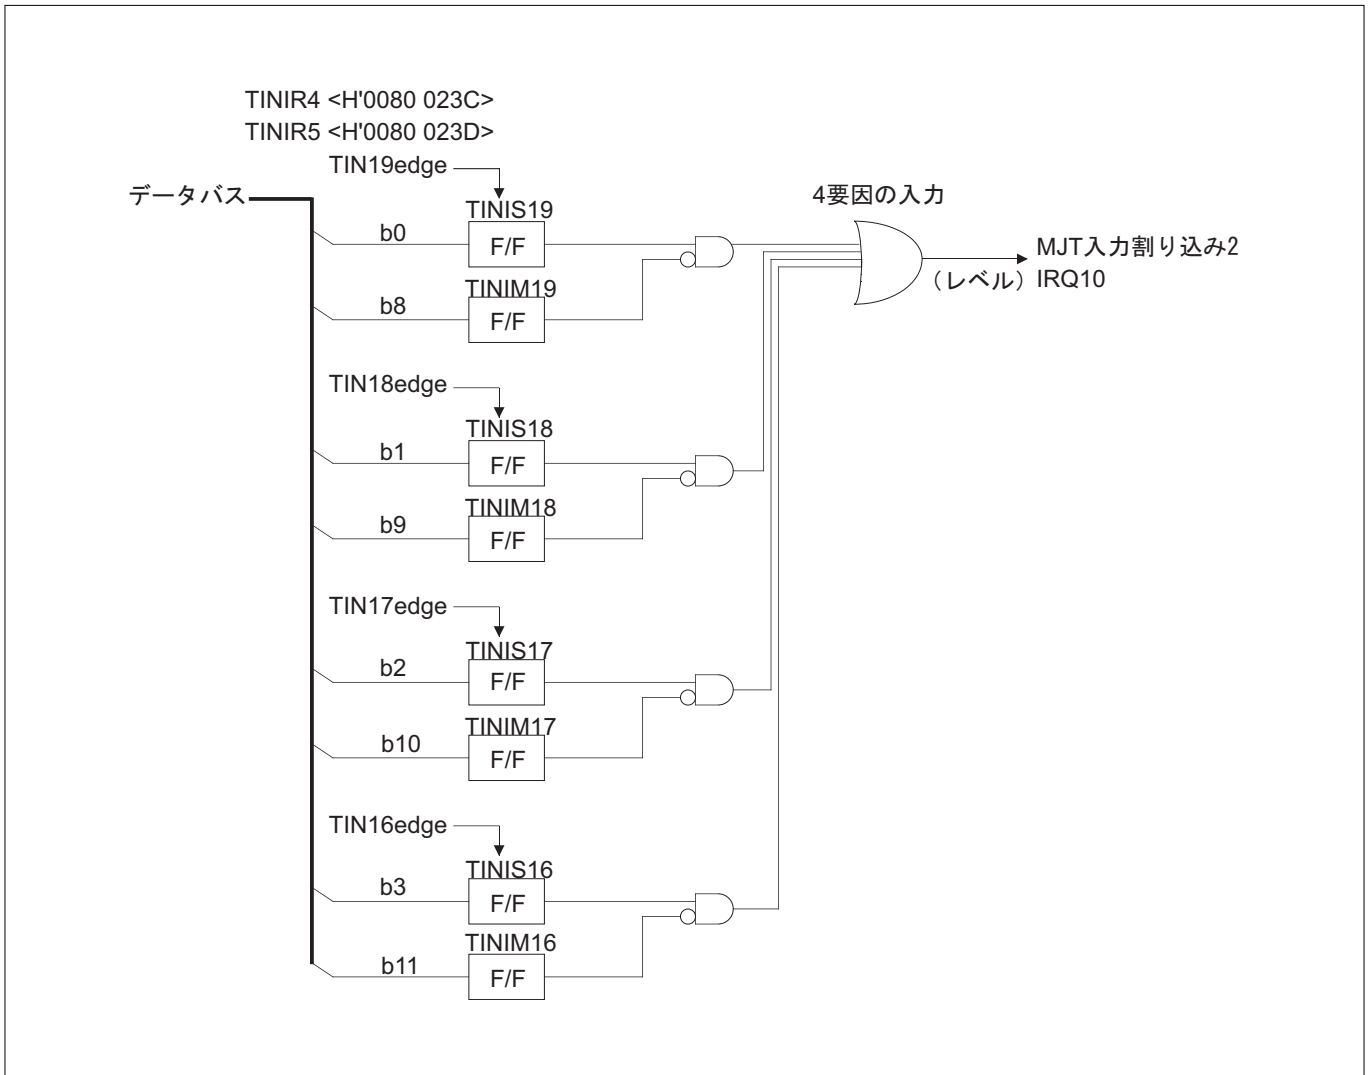 TINIR4 <H'0080 023C>
TINIR5 <H'0080 023D>
TIN19edge
データバス
4要因の入力
TINIS19
b0
F/F
MJT入力割り込み2
(レベル)
IRQ10
TINIM19
b8
F/F
TIN18edge
TINIS18
b1
F/F
TINIM18
b9
F/F
TIN17edge
TINIS17
b2
F/F
TINIM17
b10
F/F
TIN16edge
TINIS16
b3
F/F
TINIM16
b11
F/F